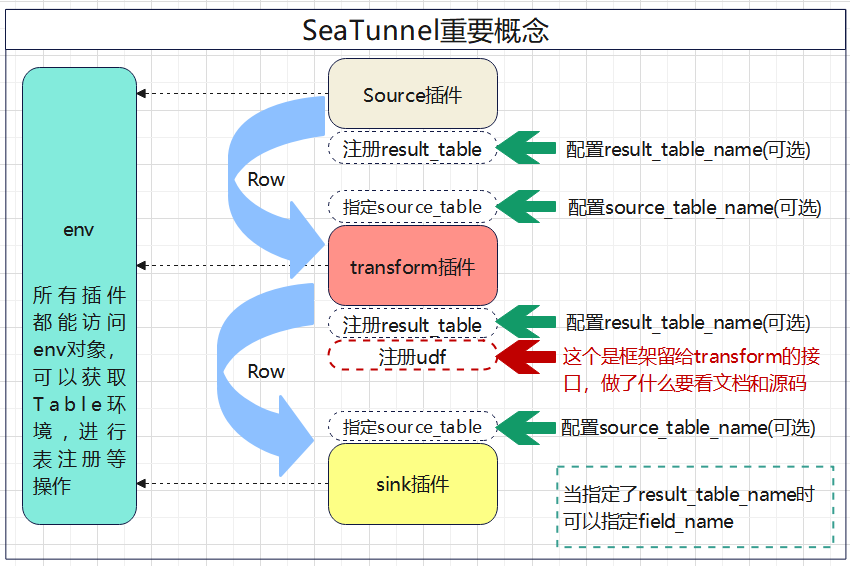 SeaTunnel重要概念
env
所有插件
都能访问
env对象，
可以获取
Table环
境，进行
表注册等
操作
Source插件
注册result_table
配置result_table_name(可选)
Row
指定source_table
配置source_table_name(可选)
transform插件
注册result_table
配置result_table_name(可选)
注册udf
这个是框架留给transform的接
口，做了什么要看文档和源码
Row
指定source_table
配置source_table_name(可选)
sink插件
当指定了result_table_name时
可以指定field_name